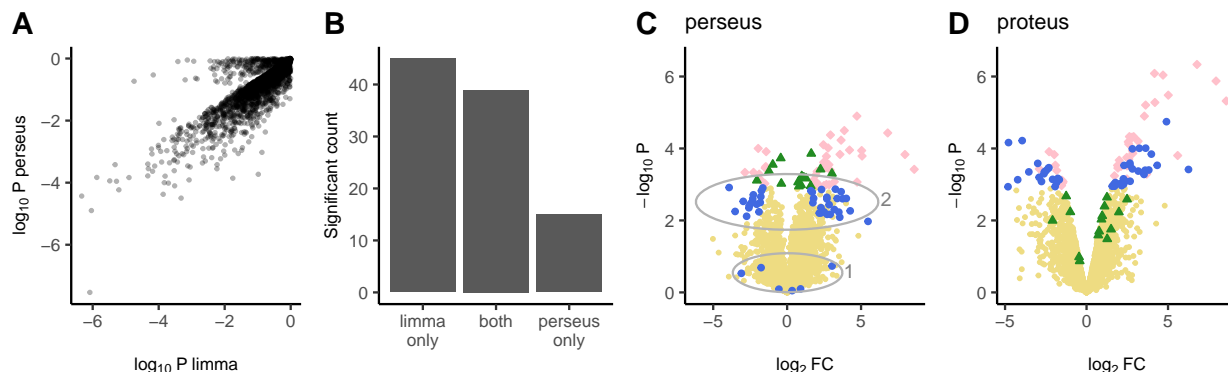 A
B
C
perseus
D
proteus
0
−2
−4
−6
log10 P perseus
−6
−4
−2
0
log10 P limma
40
30
20
10
0
Significant count
limma only
both
perseus only
6
4
2
0
−log10 P
−5
0
5
log2 FC
2
1
6
4
2
0
−log10 P
−5
0
5
log2 FC